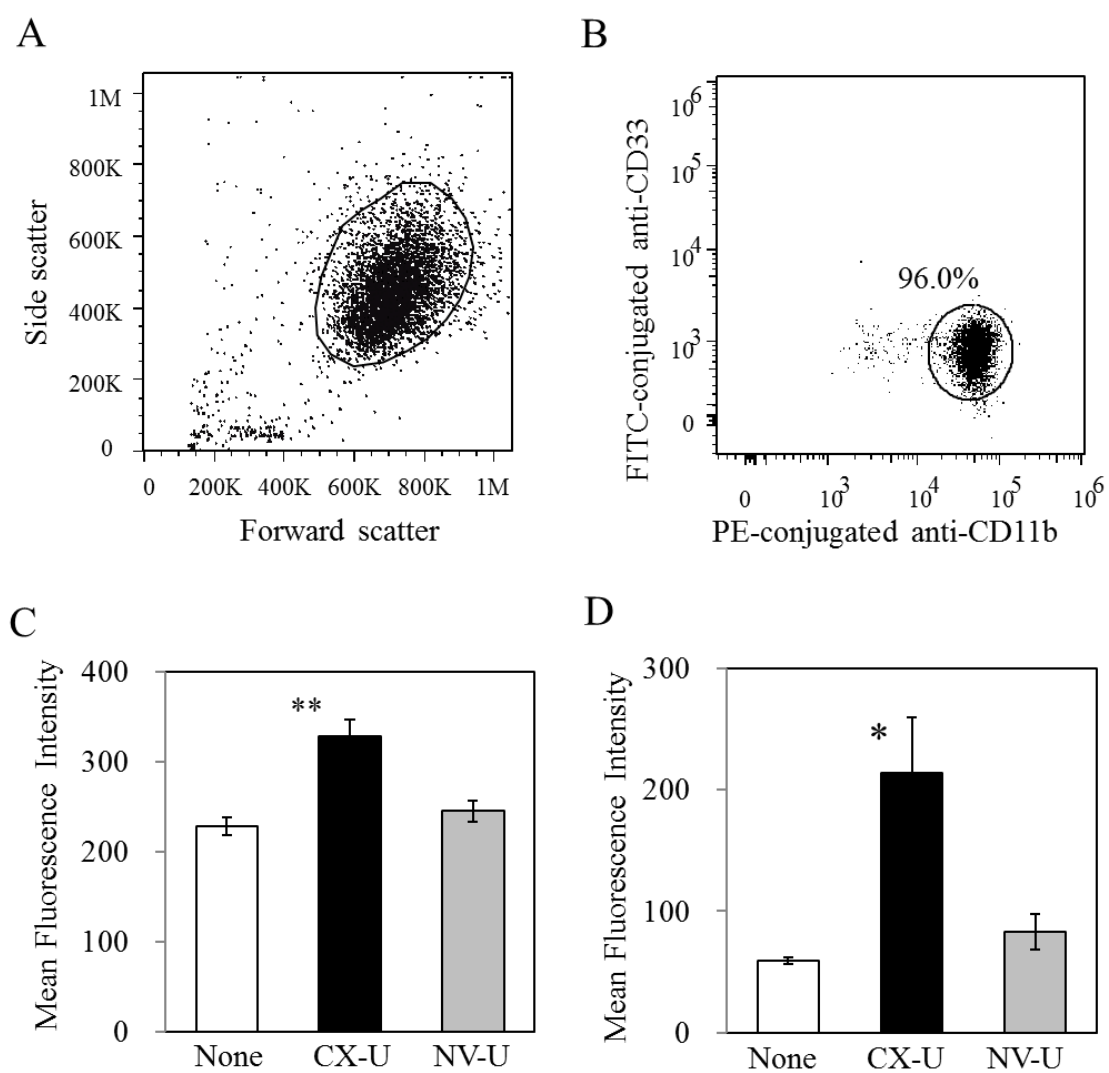 A
1M
800K
600K
400K
200K
0
0 200K 400K 600K 800K 1M
Side scatter
Forward scatter
B
10^6
10^5
10^4
10^3
0
0 10^3 10^4 10^5 10^6
96.0%
FITC-conjugated anti-CD33
PE-conjugated anti-CD11b
C
400
300
200
100
0
**
Mean Fluorescence Intensity
None CX-U NV-U
D
300
200
100
0
*
Mean Fluorescence Intensity
None CX-U NV-U